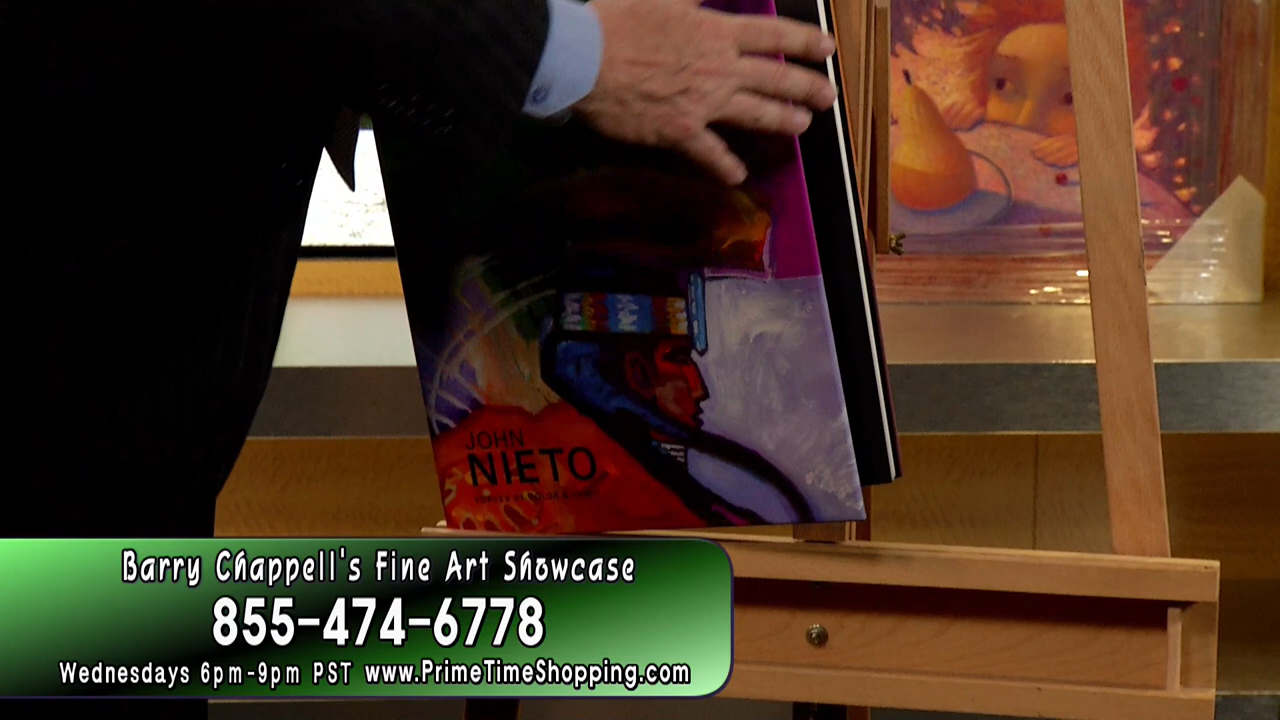 JOHN
NIETO
Barry Chappell's Fine Art Showcase
855-474-6778
Wednesdays 6pm-9pm PST www.PrimeTimeShopping.com